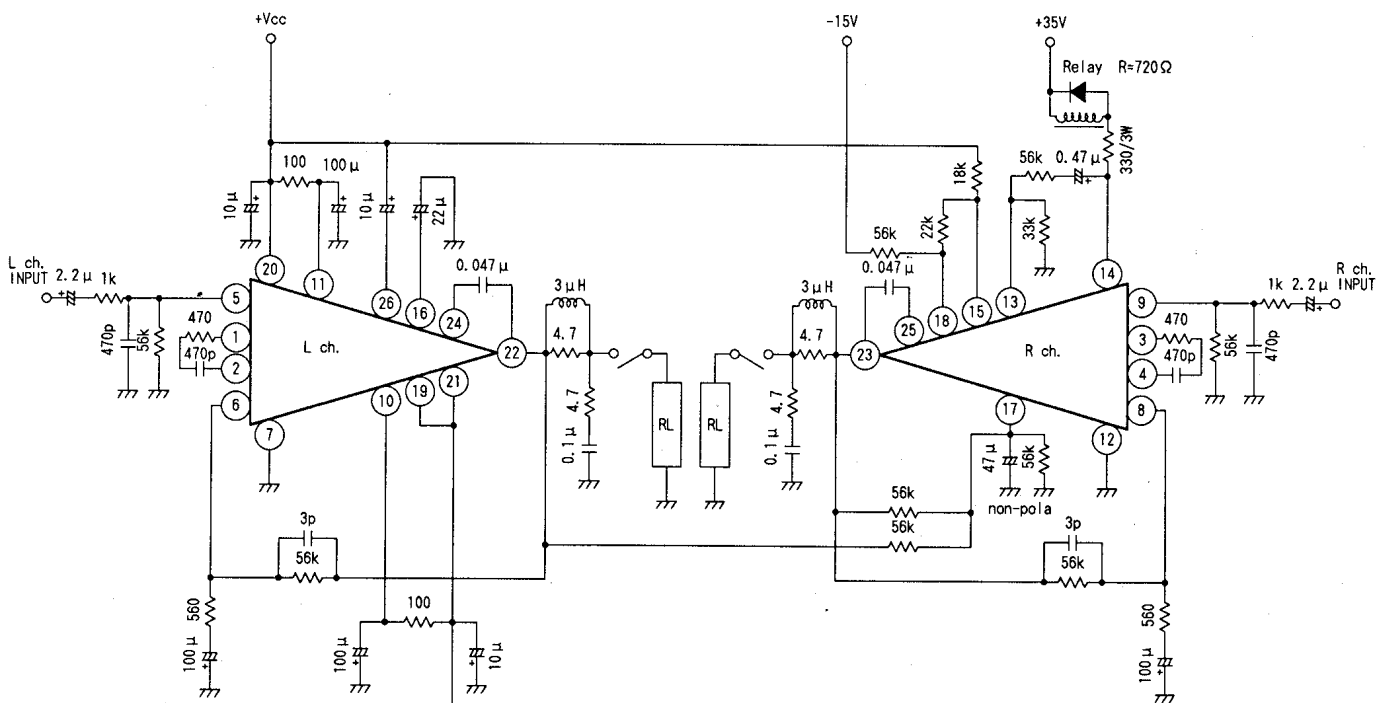 +Vcc
-15V
+35V
Relay R=720Ω
330/3W
100
100μ
10μ
10μ
22μ
56k
0.47μ
18k
22k
33k
56k
L ch.
INPUT
2.2μ
1k
0.047μ
0.047μ
R ch.
INPUT
2.2μ
1k
20
11
26
16
24
5
1
2
6
7
22
10
19
21
L ch.
470
470p
470p
56k
3μH
4.7
4.7
0.1μ
RL
RL
3μH
4.7
4.7
0.1μ
25
18
15
13
14
9
3
4
8
12
17
23
R ch.
470
470p
56k
470p
47μ
56k
non-pola
56k
56k
3p
56k
3p
56k
560
100μ
100μ
100
10μ
560
100μ